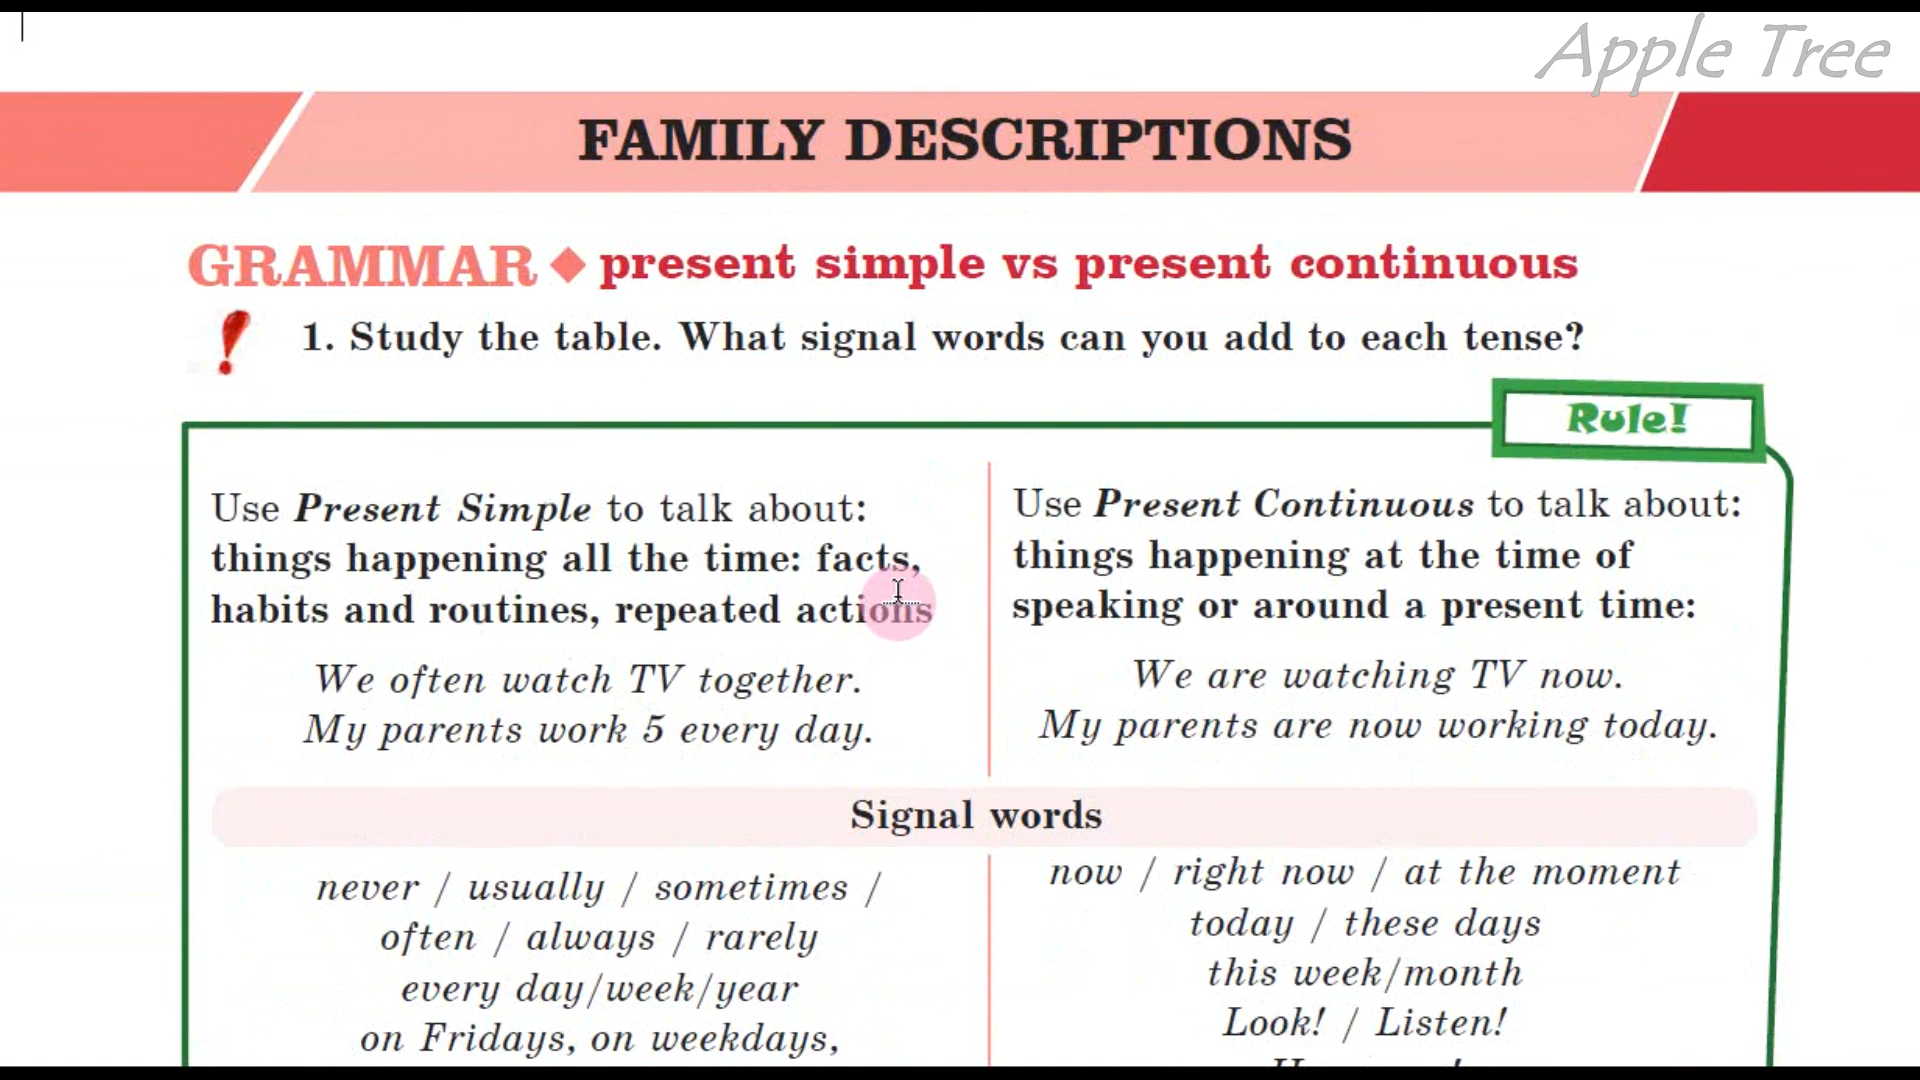 Apple Tree
FAMILY DESCRIPTIONS
GRAMMAR ◆ present simple vs present continuous
1. Study the table. What signal words can you add to each tense?
Rule!
Use Present Simple to talk about:
things happening all the time: facts,
habits and routines, repeated actions
We often watch TV together.
My parents work 5 every day.
Use Present Continuous to talk about:
things happening at the time of
speaking or around a present time:
We are watching TV now.
My parents are now working today.
Signal words
never / usually / sometimes /
often / always / rarely
every day/week/year
on Fridays, on weekdays,
now / right now / at the moment
today / these days
this week/month
Look! / Listen!